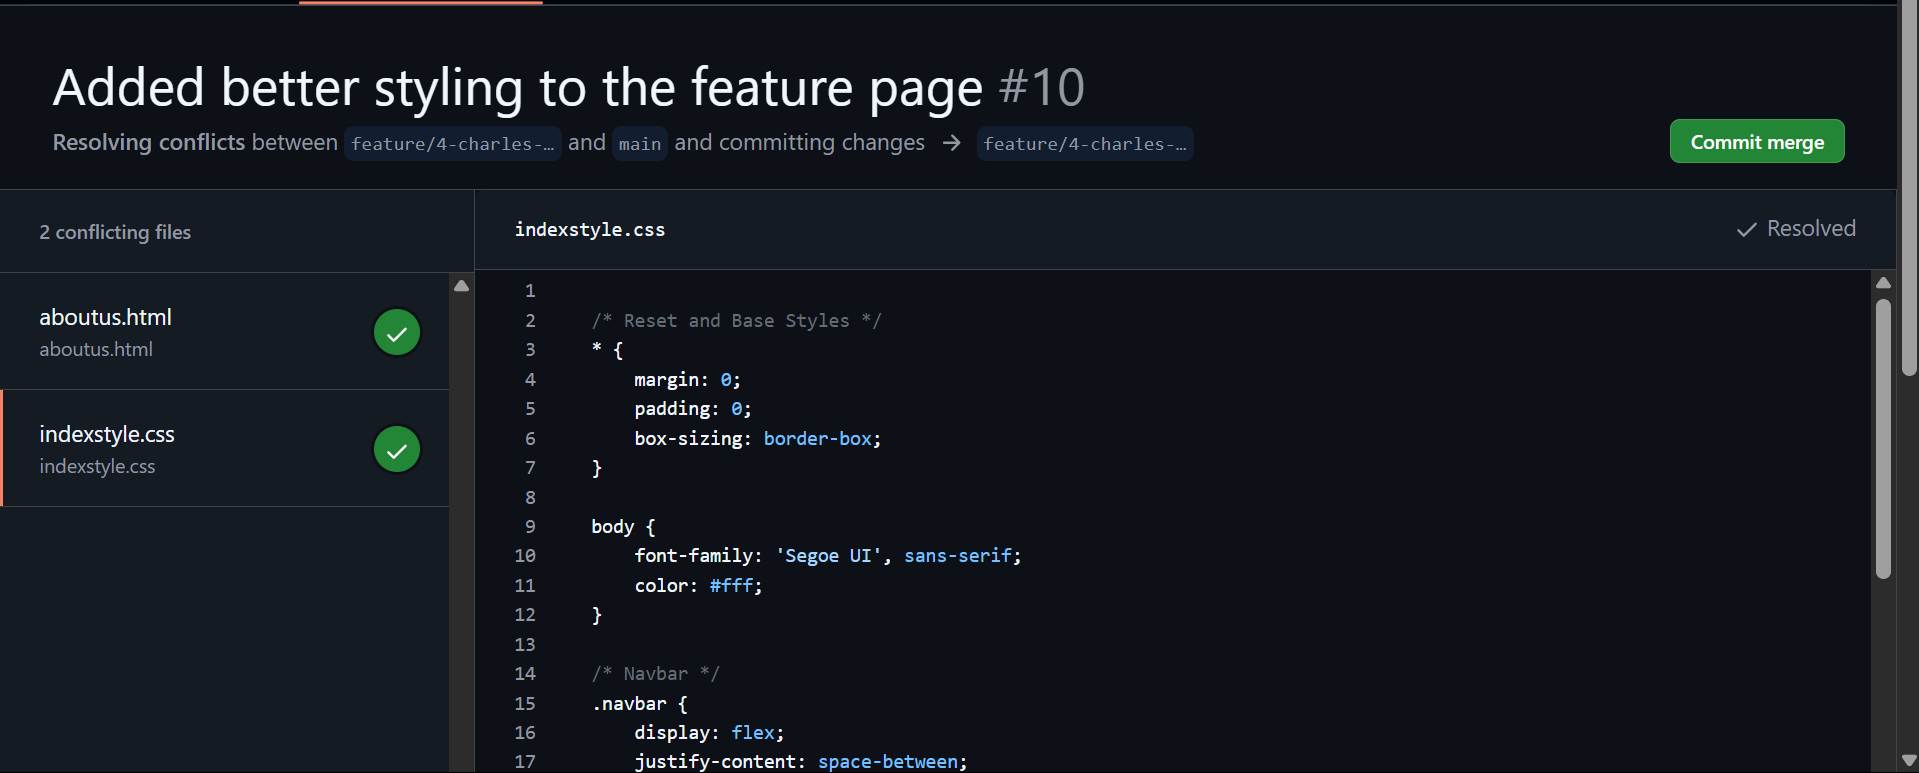 Added better styling to the feature page #10
Resolving conflicts between feature/4-charles-… and main and committing changes → feature/4-charles-…
Commit merge
2 conflicting files
aboutus.html
aboutus.html
indexstyle.css
indexstyle.css
indexstyle.css
Resolved
1
2 /* Reset and Base Styles */
3 * {
4     margin: 0;
5     padding: 0;
6     box-sizing: border-box;
7 }
8
9 body {
10     font-family: 'Segoe UI', sans-serif;
11     color: #fff;
12 }
13
14 /* Navbar */
15 .navbar {
16     display: flex;
17     justify-content: space-between;